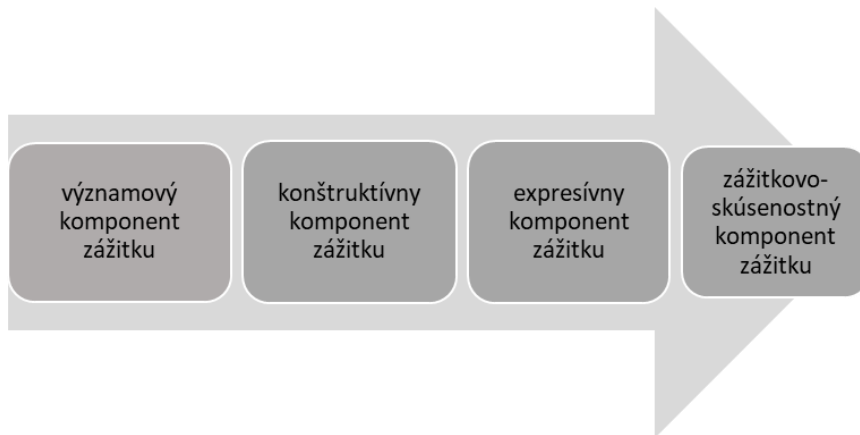 významový
komponent
zážitku
konštruktívny
komponent
zážitku
expresívny
komponent
zážitku
zážitkovo-
skúsenostný
komponent
zážitku